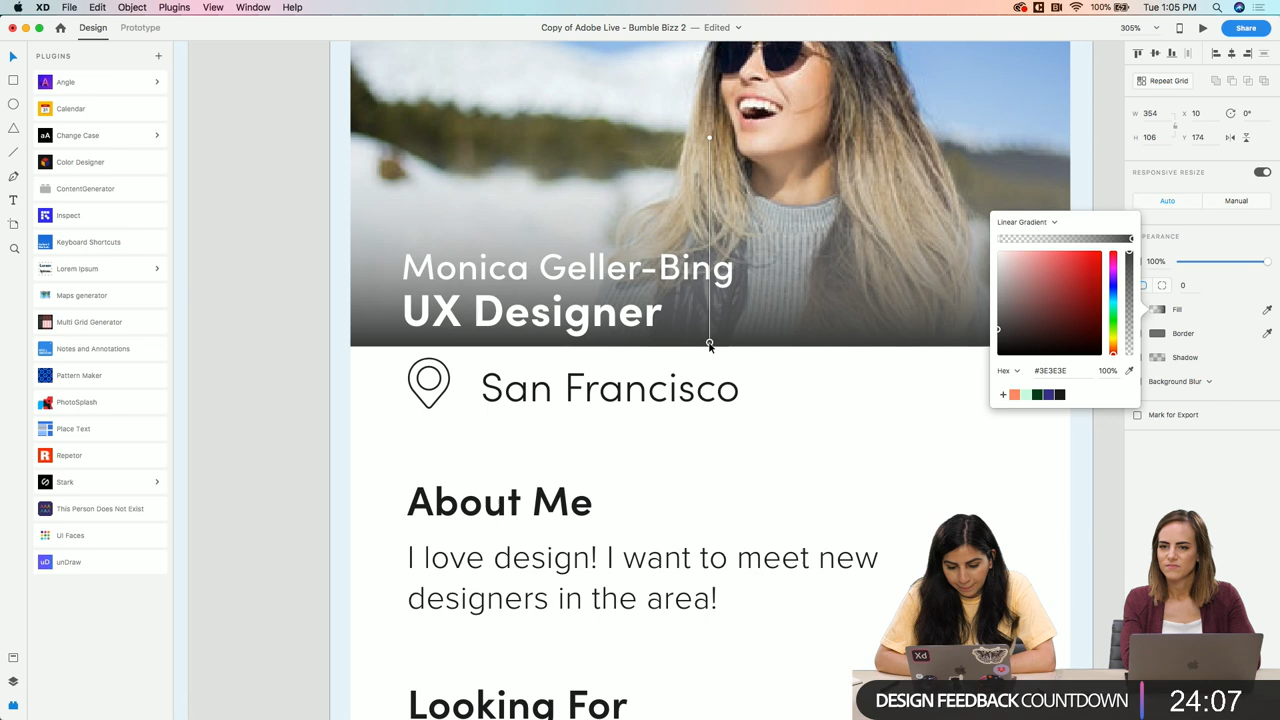 XD File Edit Object Plugins View Window Help
100% Tue 1:05 PM
Design Prototype
Copy of Adobe Live - Bumble Bizz 2 — Edited
305%
Share
PLUGINS +
Angle
Calendar
aA Change Case
Color Designer
ContentGenerator
Inspect
Keyboard Shortcuts
Lorem Ipsum
Maps generator
Multi Grid Generator
Notes and Annotations
Pattern Maker
PhotoSplash
Place Text
R Repetor
Stark
This Person Does Not Exist
UI Faces
uD unDraw
Monica Geller-Bing
UX Designer
San Francisco
About Me
I love design! I want to meet new
designers in the area!
Looking For
Linear Gradient
Hex #3E3E3E 100%
+
Repeat Grid
W 354 X 10 0°
H 106 Y 174
RESPONSIVE RESIZE
Auto Manual
PEARANCE
100%
0
Fill
Border
Shadow
Background Blur
Mark for Export
Xd
DESIGN FEEDBACK COUNTDOWN 24:07